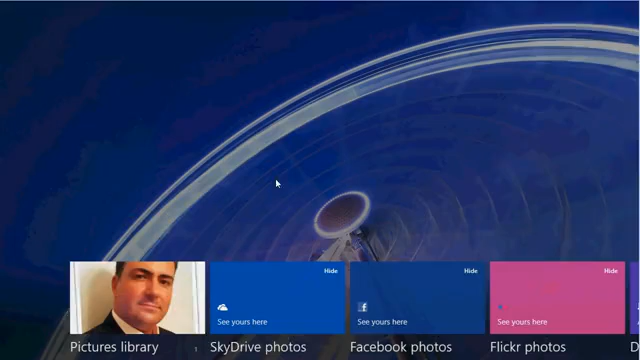 Hide
See yours here
Hide
See yours here
Hide
See yours here
Pictures library 1
SkyDrive photos
Facebook photos
Flickr photos
D